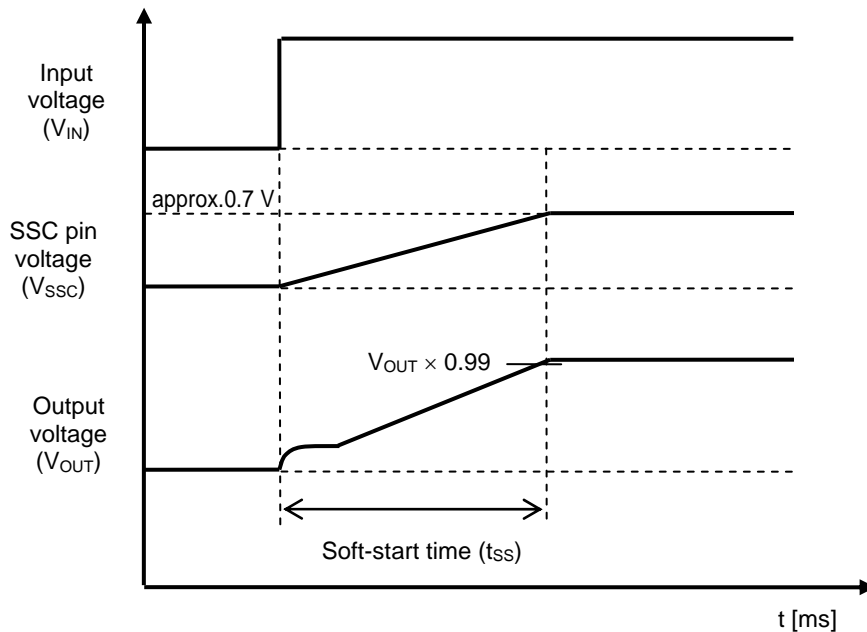 Input
voltage
(VIN)
approx.0.7 V
SSC pin
voltage
(VSSC)
VOUT × 0.99
Output
voltage
(VOUT)
Soft-start time (tSS)
t [ms]